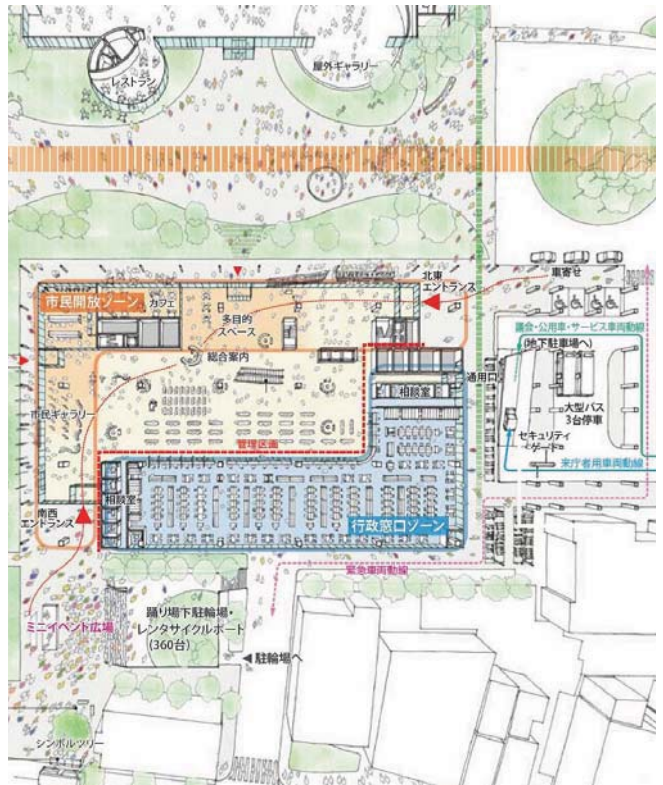 レストラン
屋外ギャラリー
北東
エントランス
車寄せ
市民開放ゾーン
カフェ
多目的
スペース
議会・公用車・サービス車両動線
(地下駐車場へ)
総合案内
通用口
相談室
大型バス
3台停車
市民ギャラリー
セキュリティ
ゲード
管理区画
来庁者用車両動線
相談室
南西
エントランス
行政窓口ゾーン
緊急車両動線
ミニイベント広場
踊り場下駐輪場・
レンタサイクルポート
(360台)
駐輪場へ
シンボルツリー